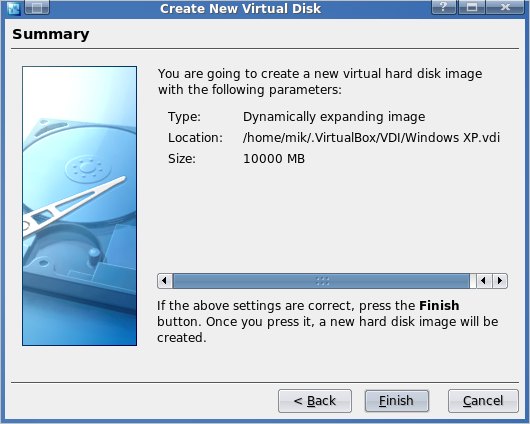 Create New Virtual Disk
Summary
You are going to create a new virtual hard disk image
with the following parameters:
Type: Dynamically expanding image
Location: /home/mik/.VirtualBox/VDI/Windows XP.vdi
Size: 10000 MB
If the above settings are correct, press the Finish
button. Once you press it, a new hard disk image will be
created.
< Back Finish Cancel